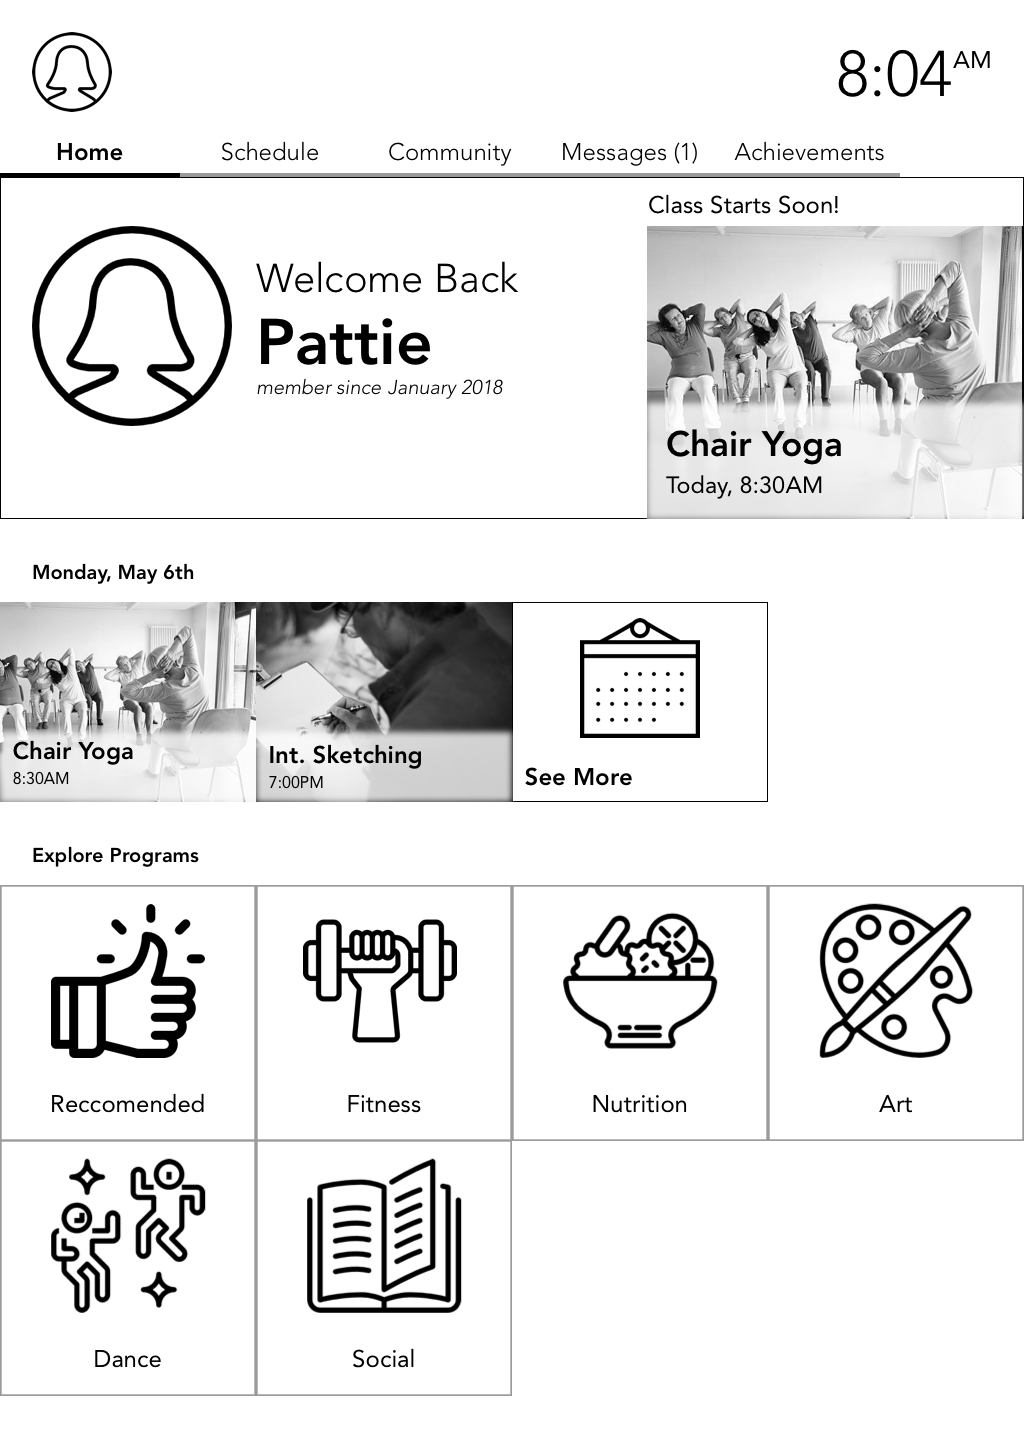 8:04 AM
Home Schedule Community Messages (1) Achievements
Class Starts Soon!
Welcome Back
Pattie
member since January 2018
Chair Yoga
Today, 8:30AM
Monday, May 6th
Chair Yoga
8:30AM
Int. Sketching
7:00PM
See More
Explore Programs
Reccomended
Fitness
Nutrition
Art
Dance
Social